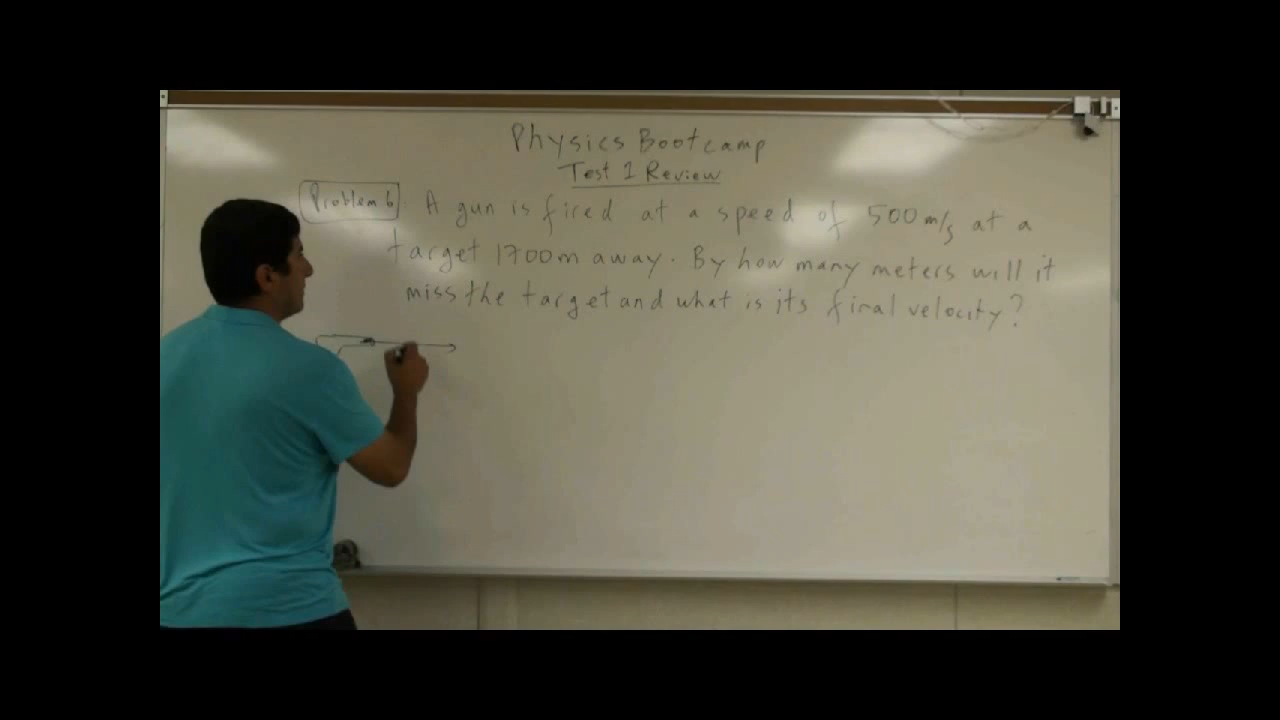 Physics Bootcamp
Test 1 Review
Problem 6 A gun is fired at a speed of 500 m/s at a
target 1700m away. By how many meters will it
miss the target and what is its final velocity?